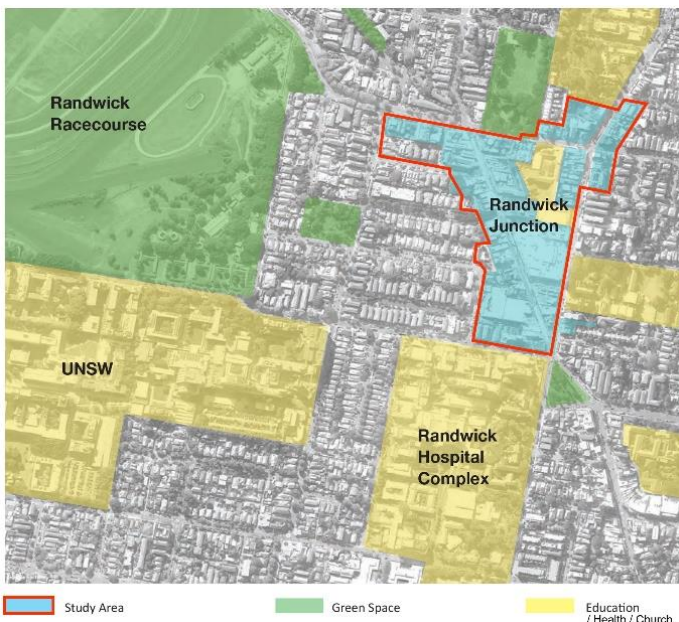 Randwick
Racecourse
Randwick
Junction
UNSW
Randwick
Hospital
Complex
Study Area
Green Space
Education
/ Health / Church